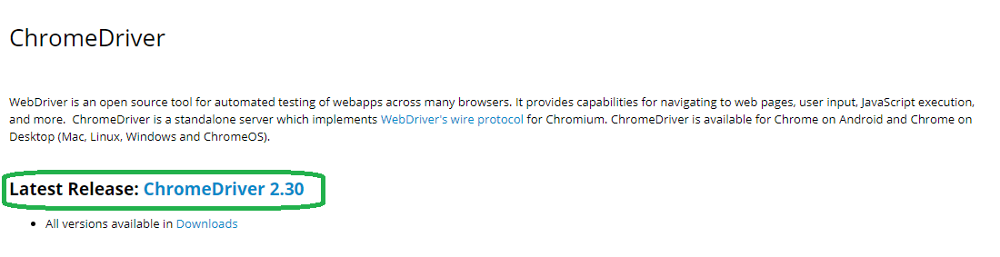 ChromeDriver
WebDriver is an open source tool for automated testing of webapps across many browsers. It provides capabilities for navigating to web pages, user input, JavaScript execution,
and more.  ChromeDriver is a standalone server which implements WebDriver's wire protocol for Chromium. ChromeDriver is available for Chrome on Android and Chrome on
Desktop (Mac, Linux, Windows and ChromeOS).
Latest Release: ChromeDriver 2.30
• All versions available in Downloads